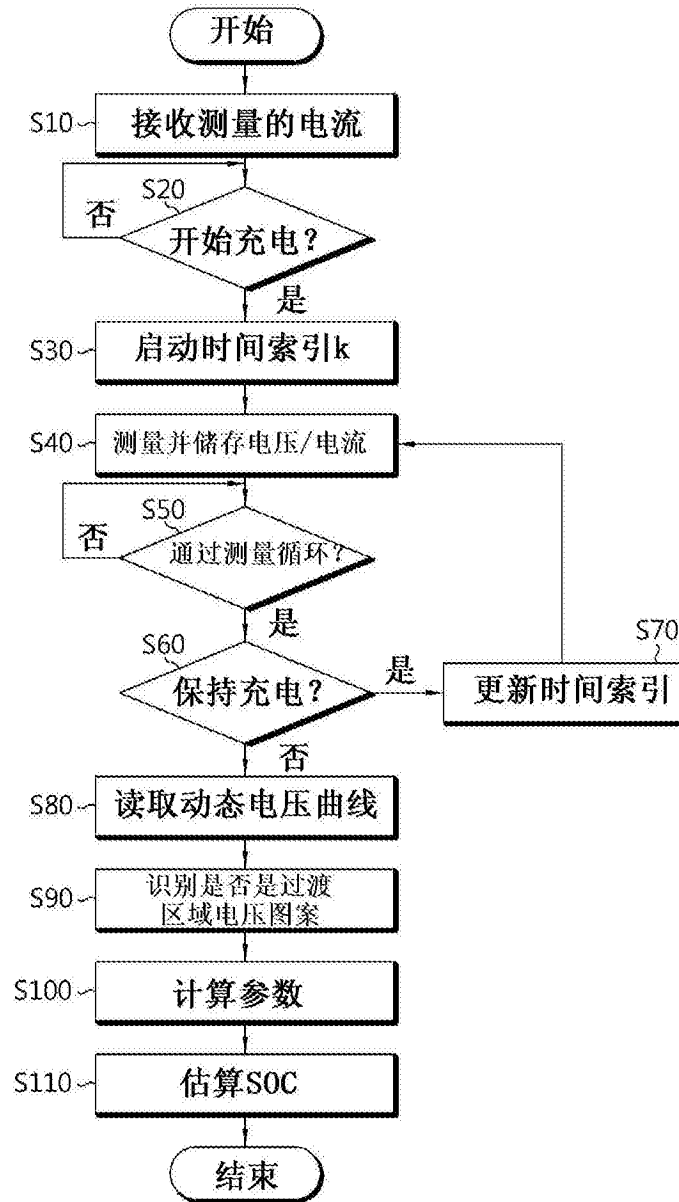 开始
S10
接收测量的电流
S20
否
开始充电?
是
S30
启动时间索引k
S40
测量并储存电压/电流
S50
否
通过测量循环?
是
S60
S70
保持充电?
是
更新时间索引
否
S80
读取动态电压曲线
S90
识别是否是过渡
区域电压图案
S100
计算参数
S110
估算SOC
结束